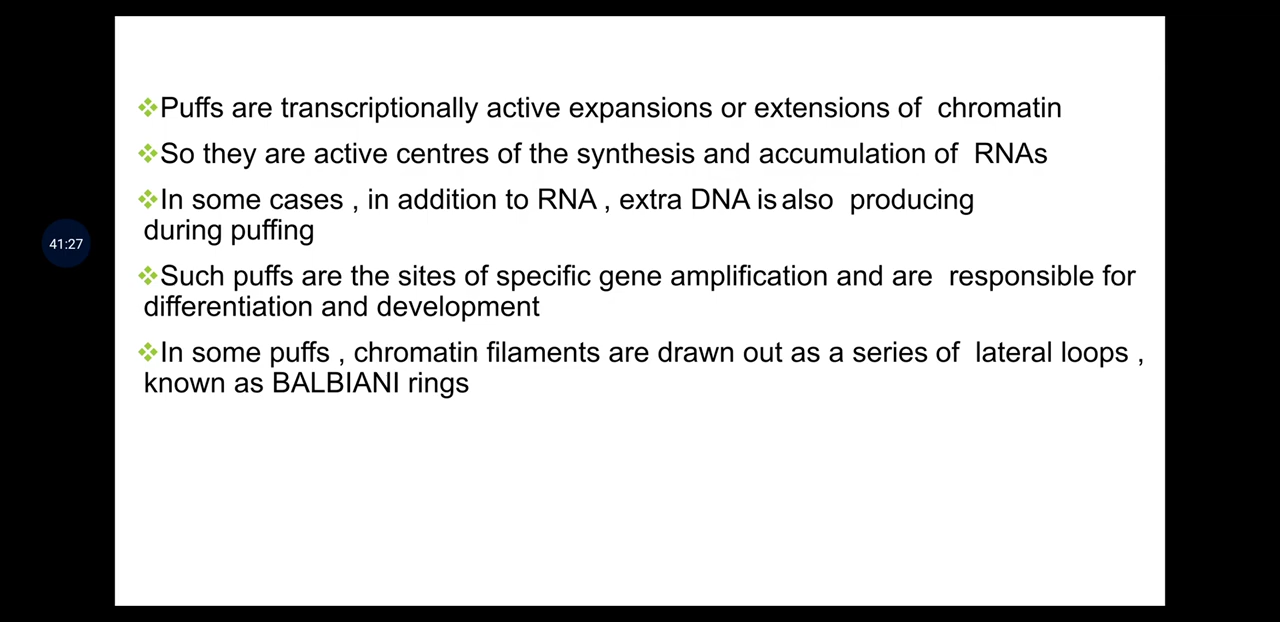 ❖Puffs are transcriptionally active expansions or extensions of chromatin
❖So they are active centres of the synthesis and accumulation of RNAs
❖In some cases , in addition to RNA , extra DNA is also producing
during puffing
41:27
❖Such puffs are the sites of specific gene amplification and are responsible for
differentiation and development
❖In some puffs , chromatin filaments are drawn out as a series of lateral loops ,
known as BALBIANI rings